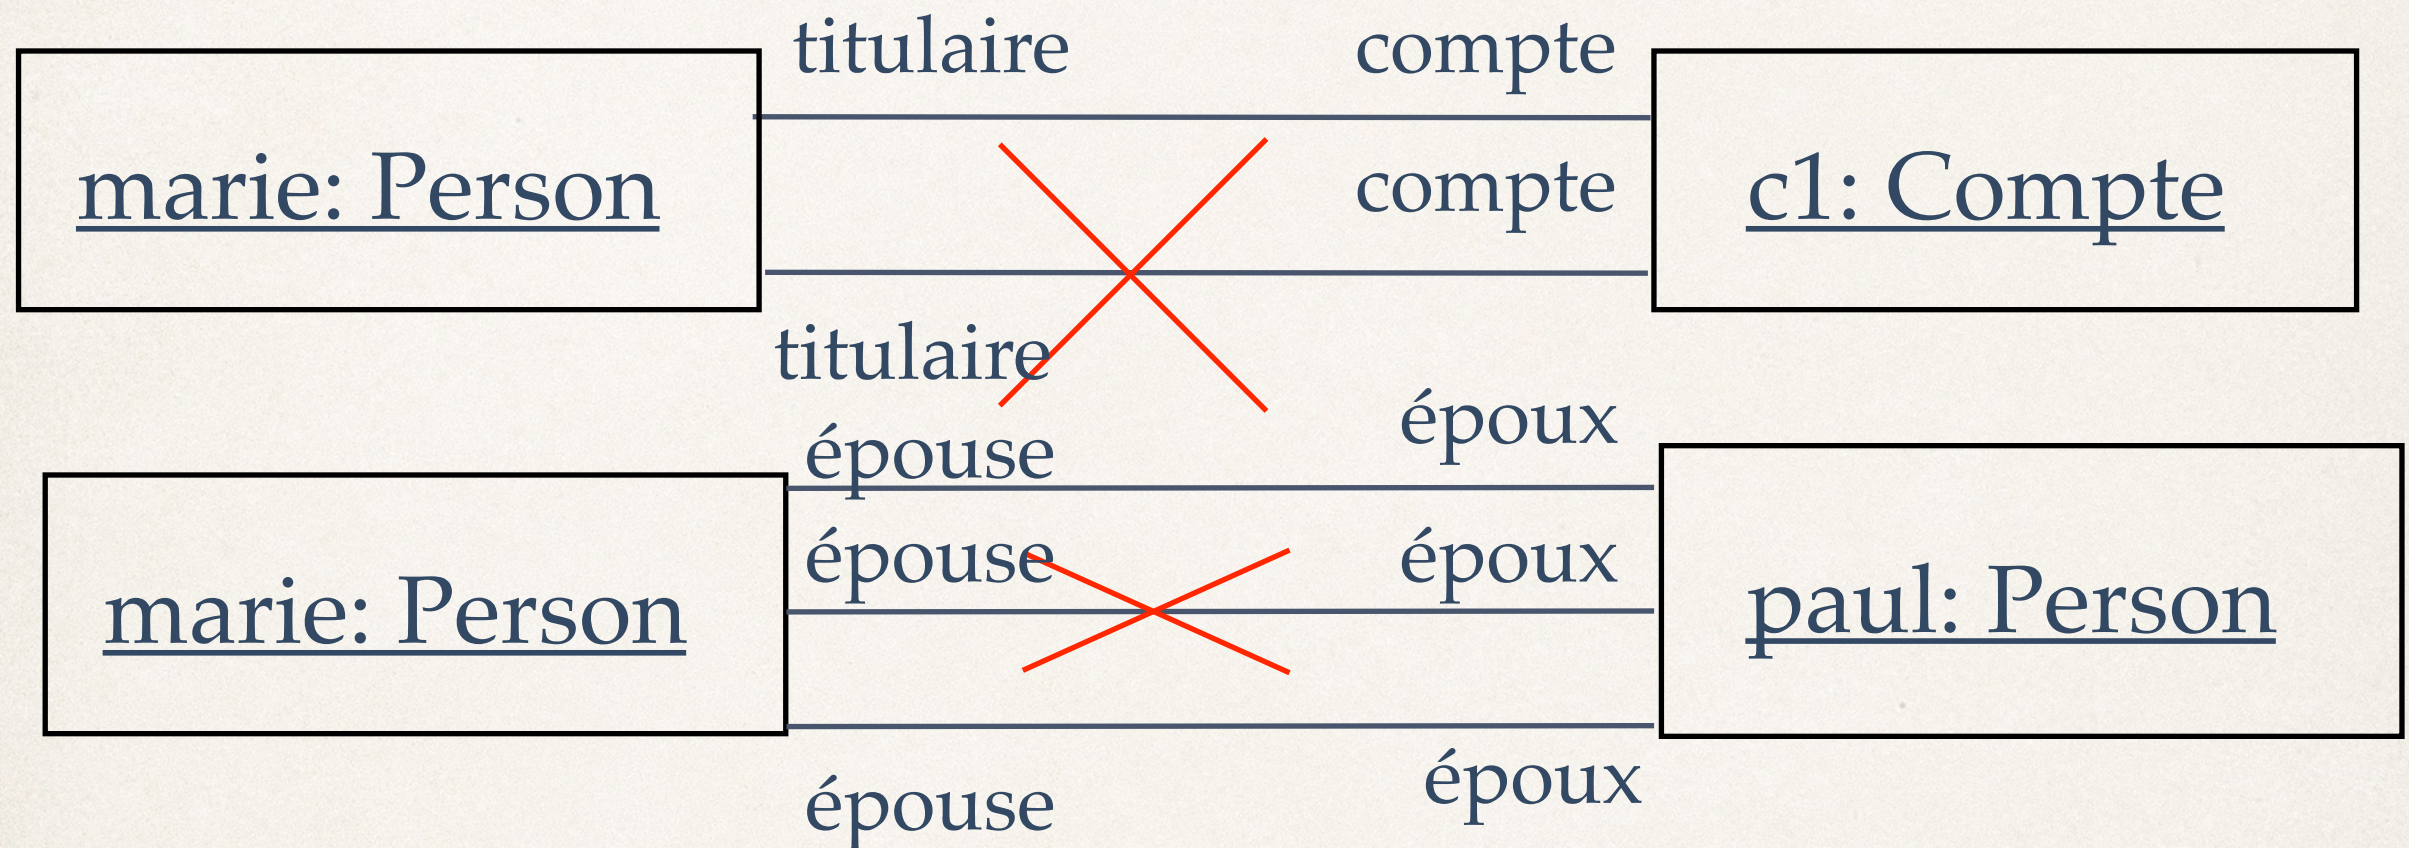 titulaire compte
marie: Person
compte
c1: Compte
titulaire
époux
épouse
épouse époux
marie: Person
paul: Person
époux
épouse